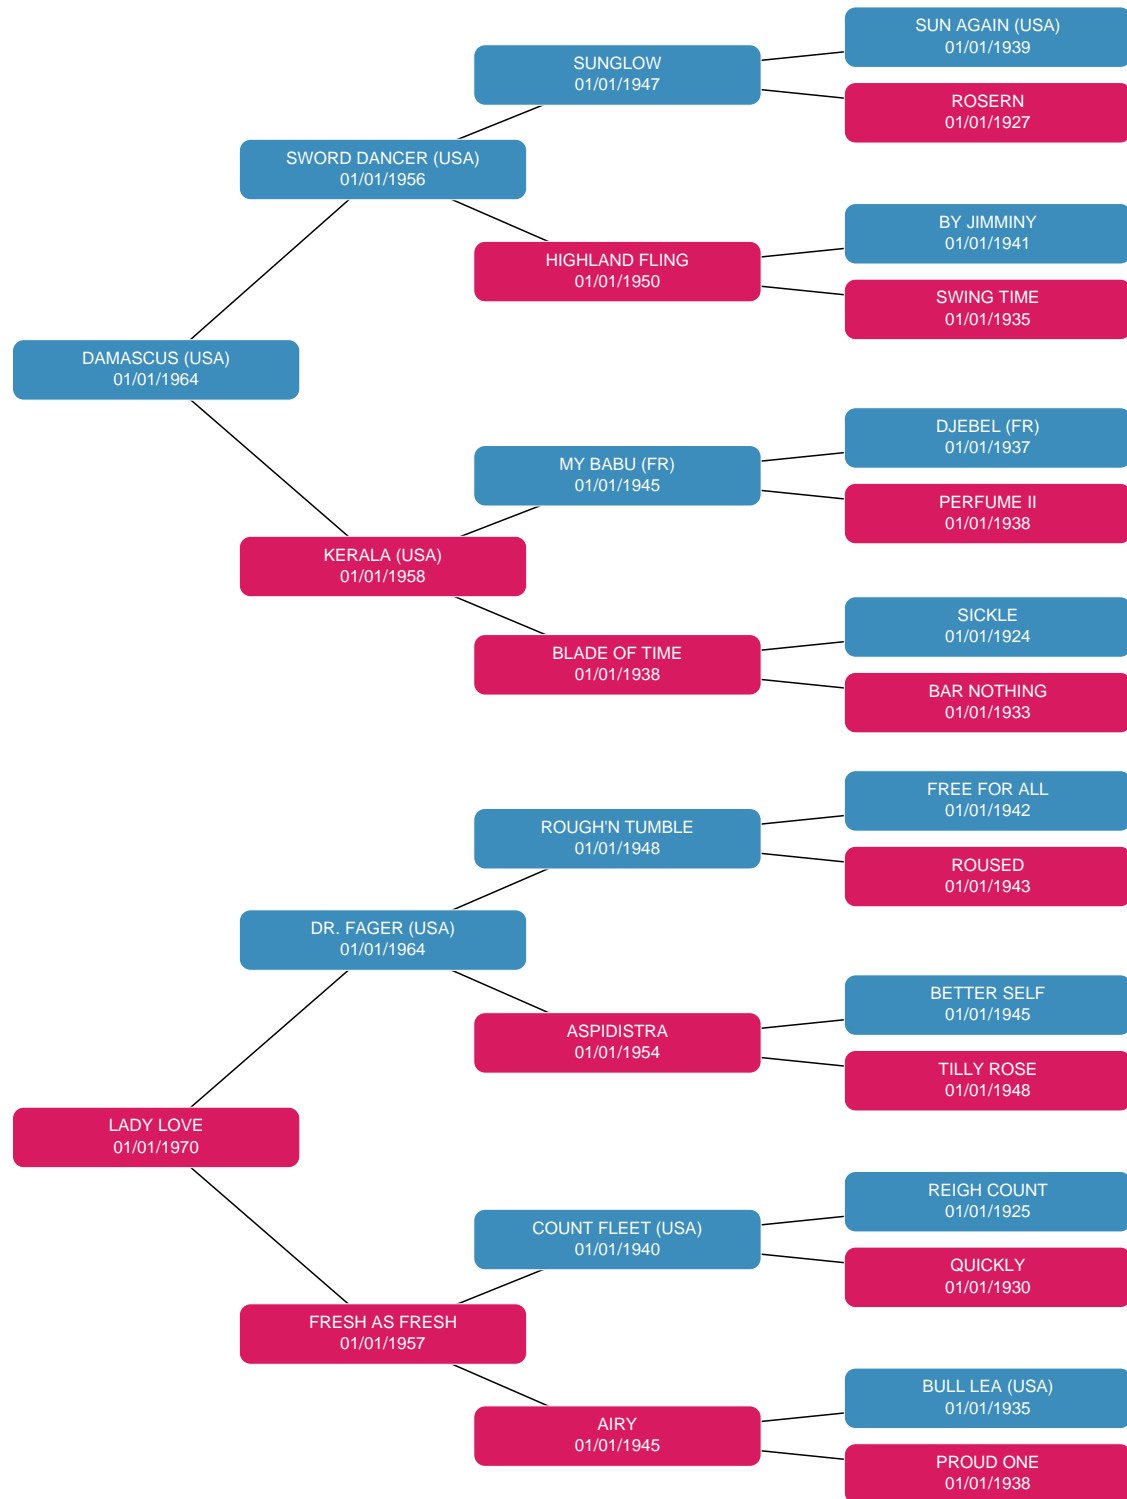 SUN AGAIN (USA)
01/01/1939
SUNGLOW
01/01/1947
ROSERN
01/01/1927
SWORD DANCER (USA)
01/01/1956
BY JIMMINY
01/01/1941
HIGHLAND FLING
01/01/1950
SWING TIME
01/01/1935
DAMASCUS (USA)
01/01/1964
DJEBEL (FR)
01/01/1937
MY BABU (FR)
01/01/1945
PERFUME II
01/01/1938
KERALA (USA)
01/01/1958
SICKLE
01/01/1924
BLADE OF TIME
01/01/1938
BAR NOTHING
01/01/1933
FREE FOR ALL
01/01/1942
ROUGH'N TUMBLE
01/01/1948
ROUSED
01/01/1943
DR. FAGER (USA)
01/01/1964
BETTER SELF
01/01/1945
ASPIDISTRA
01/01/1954
TILLY ROSE
01/01/1948
LADY LOVE
01/01/1970
REIGH COUNT
01/01/1925
COUNT FLEET (USA)
01/01/1940
QUICKLY
01/01/1930
FRESH AS FRESH
01/01/1957
BULL LEA (USA)
01/01/1935
AIRY
01/01/1945
PROUD ONE
01/01/1938